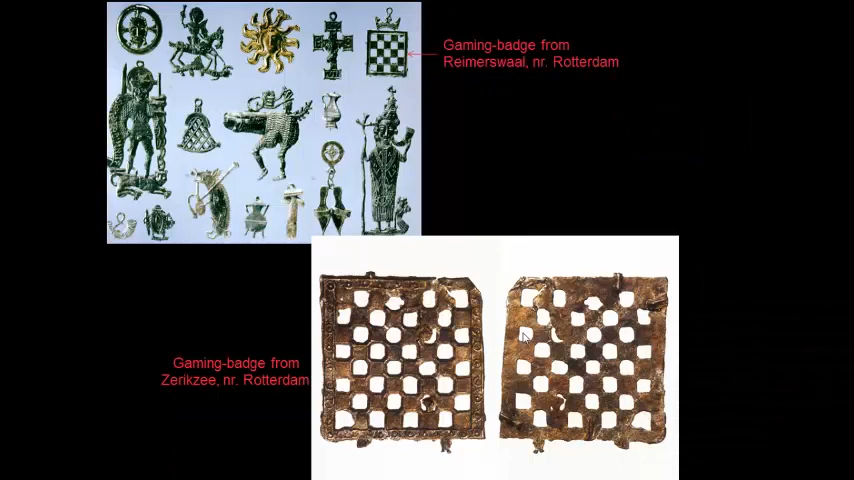 Gaming-badge from
Reimerswaal, nr. Rotterdam
Gaming-badge from
Zerikzee, nr. Rotterdam